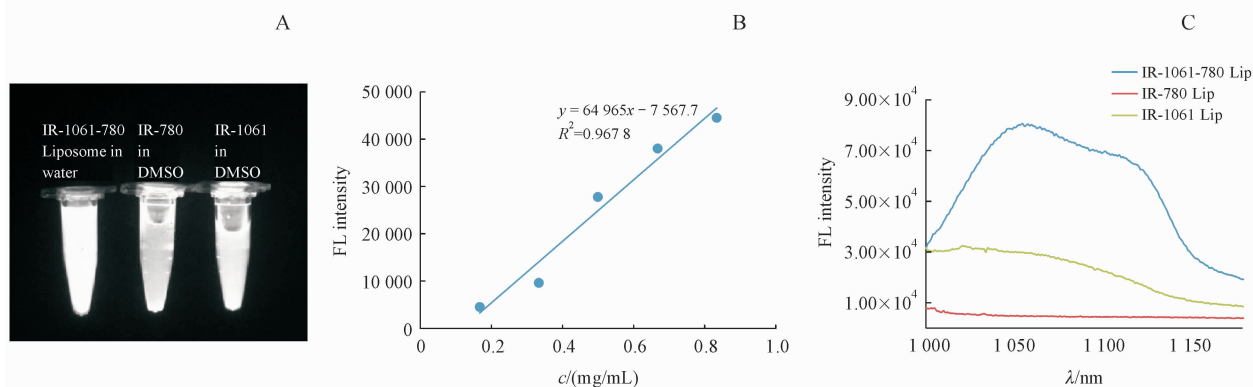 A
IR-1061-780
Liposome in
water
IR-780
in
DMSO
IR-1061
in
DMSO
B
50 000
40 000
30 000
20 000
10 000
0
0
0.2
0.4
0.6
0.8
1.0
FL intensity
c/(mg/mL)
y = 64 965x − 7 567.7
R²=0.967 8
C
IR-1061-780 Lip
IR-780 Lip
IR-1061 Lip
9.00×10⁴
7.00×10⁴
5.00×10⁴
3.00×10⁴
1.00×10⁴
FL intensity
1 000
1 050
1 100
1 150
λ/nm